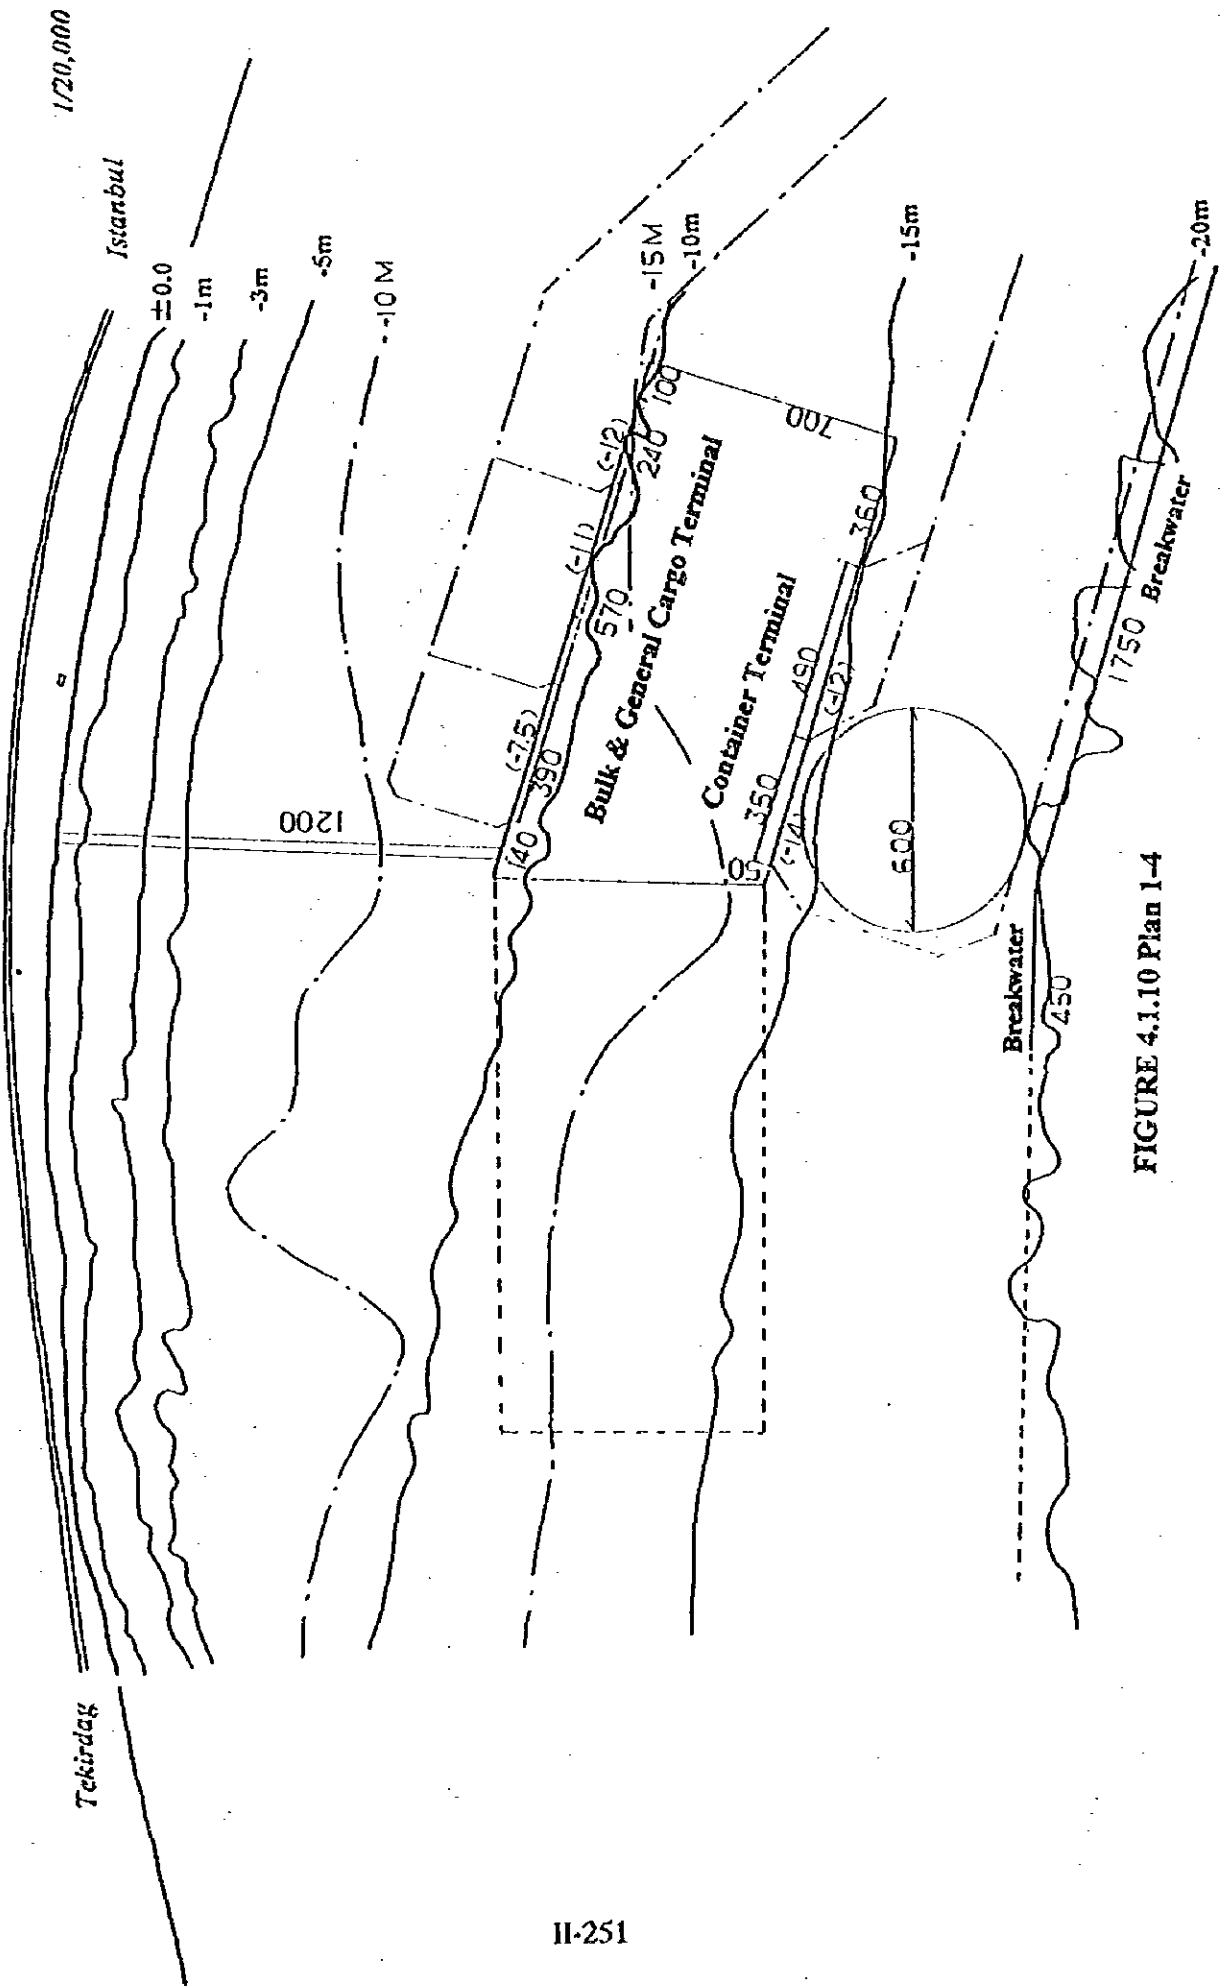 1/20,000
Istanbul
±0.0
-1m
-3m
-5m
-10 M
-15 M
-10m
-15m
-20m
Tekirdag
1200
140
390
(-7.5)
570
(-11)
240
(-12)
100
700
Bulk & General Cargo Terminal
Container Terminal
50
350
(-14)
490
(-12)
360
600
Breakwater
450
1750
Breakwater
FIGURE 4.1.10 Plan 1-4
II-251